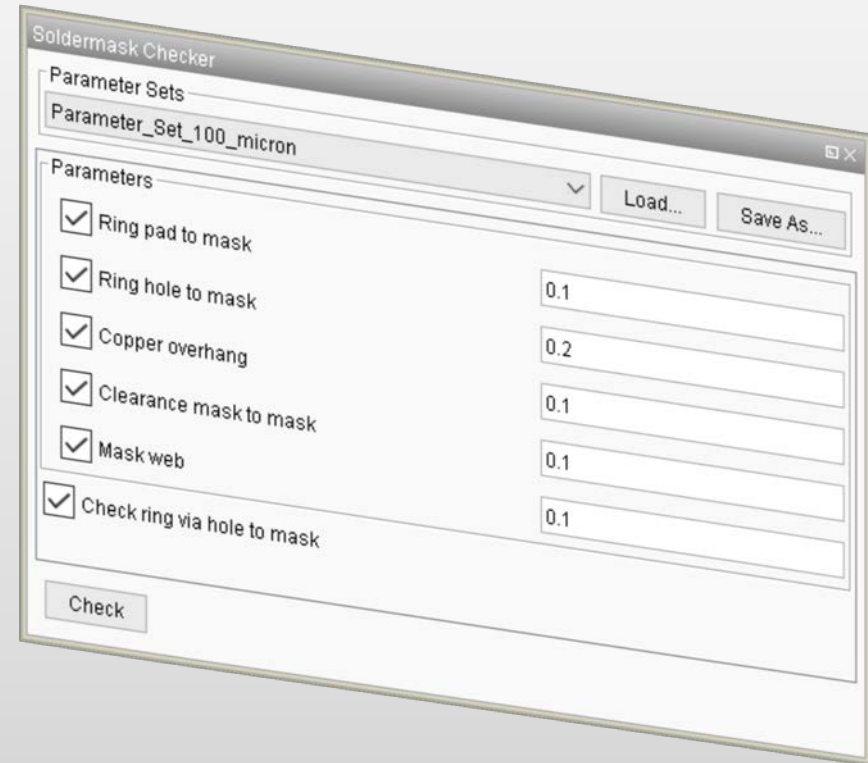 Soldermask Checker
Parameter Sets
Parameter_Set_100_micron
Load...
Save As...
Parameters
Ring pad to mask
0.1
Ring hole to mask
0.2
Copper overhang
0.1
Clearance mask to mask
0.1
Mask web
0.1
Check ring via hole to mask
Check